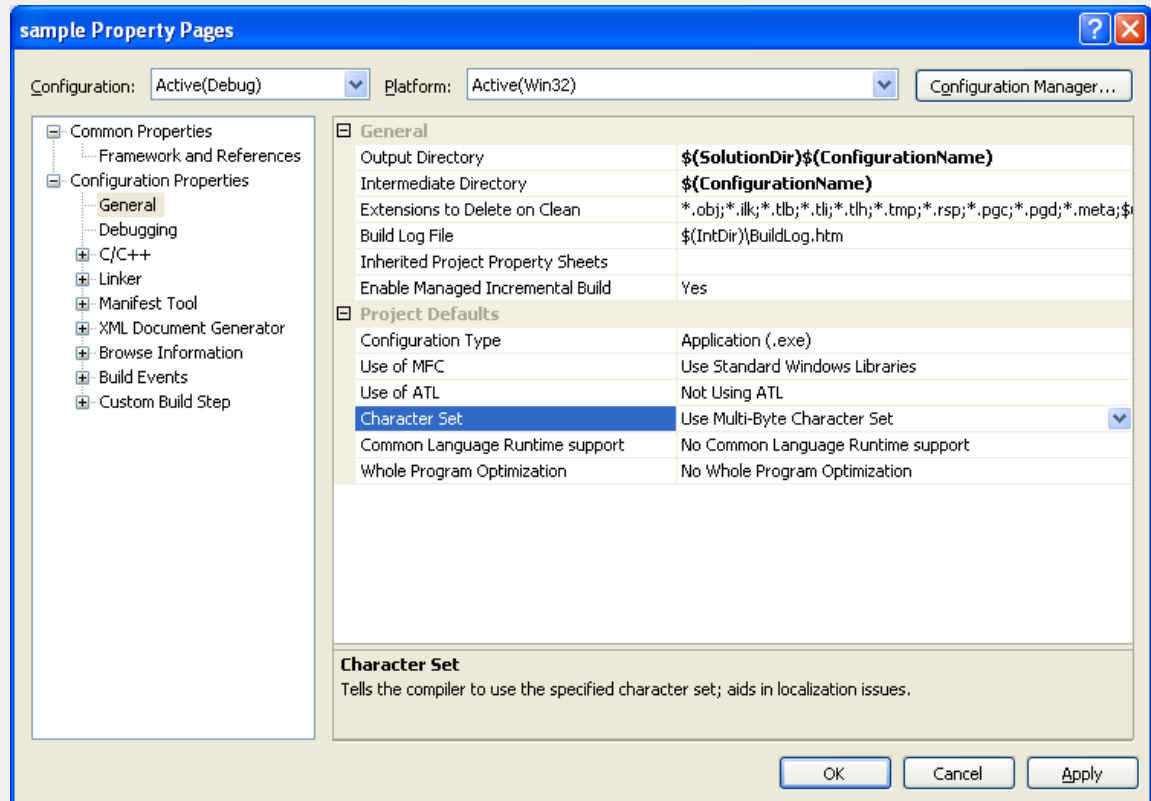 sample Property Pages
Configuration: Active(Debug) Platform: Active(Win32) Configuration Manager...
Common Properties
Framework and References
Configuration Properties
General
Debugging
C/C++
Linker
Manifest Tool
XML Document Generator
Browse Information
Build Events
Custom Build Step
General
Output Directory $(SolutionDir)$(ConfigurationName)
Intermediate Directory $(ConfigurationName)
Extensions to Delete on Clean *.obj;*.ilk;*.tlb;*.tli;*.tlh;*.tmp;*.rsp;*.pgc;*.pgd;*.meta;
Build Log File $(IntDir)\BuildLog.htm
Inherited Project Property Sheets
Enable Managed Incremental Build Yes
Project Defaults
Configuration Type Application (.exe)
Use of MFC Use Standard Windows Libraries
Use of ATL Not Using ATL
Character Set Use Multi-Byte Character Set
Common Language Runtime support No Common Language Runtime support
Whole Program Optimization No Whole Program Optimization
Character Set
Tells the compiler to use the specified character set; aids in localization issues.
OK Cancel Apply